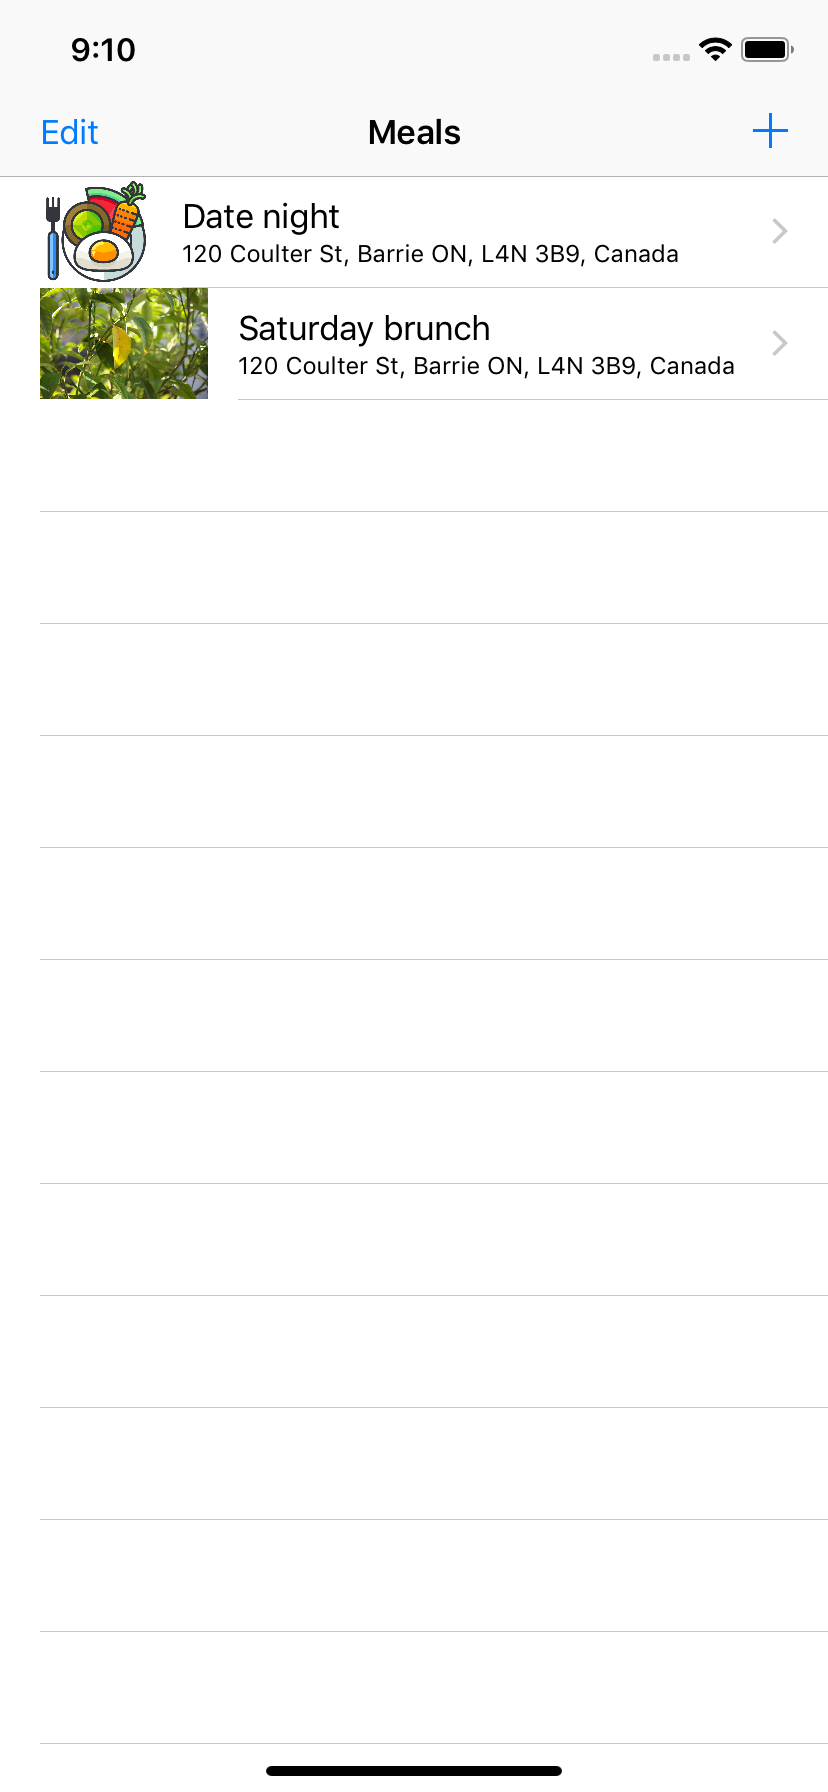 9:10
Edit Meals
Date night
120 Coulter St, Barrie ON, L4N 3B9, Canada
Saturday brunch
120 Coulter St, Barrie ON, L4N 3B9, Canada